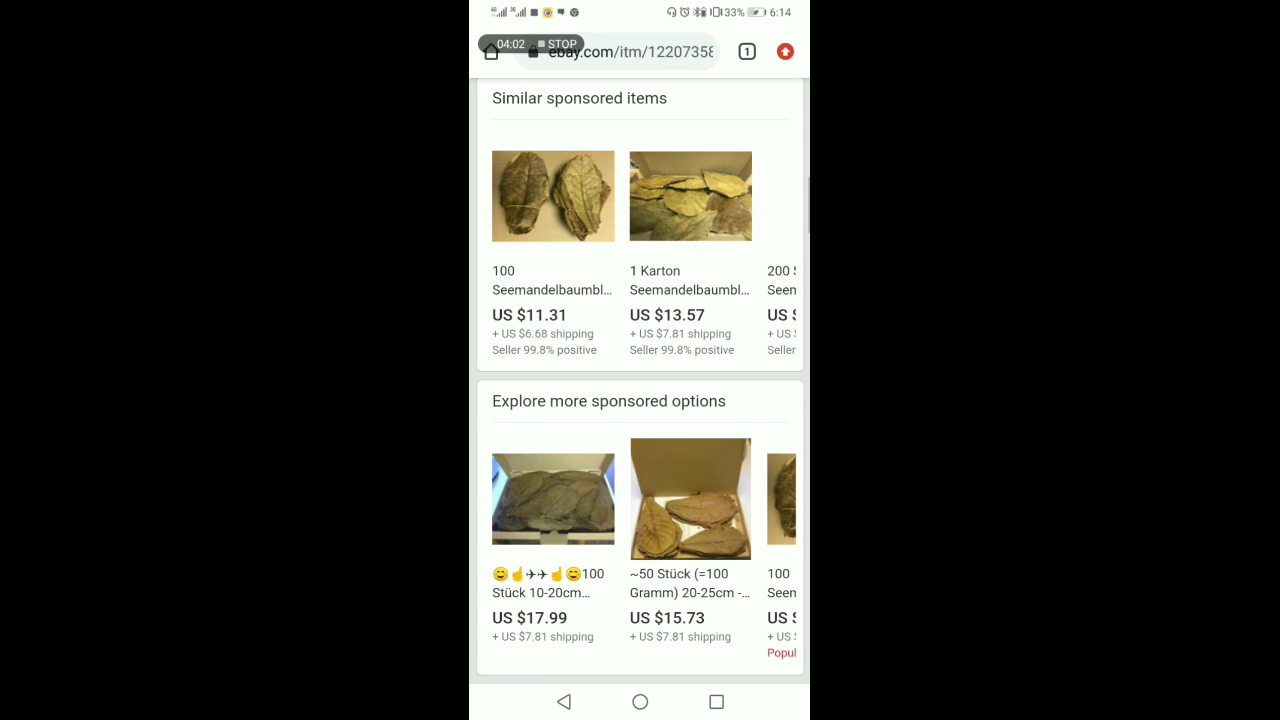 33% 6:14
04:02 STOP
ebay.com/itm/12207358
1
Similar sponsored items
100
Seemandelbaumbl...
US $11.31
+ US $6.68 shipping
Seller 99.8% positive
1 Karton
Seemandelbaumbl...
US $13.57
+ US $7.81 shipping
Seller 99.8% positive
200
Seem
US $
+ US
Seller
Explore more sponsored options
😊☝✈✈☝😊100
Stück 10-20cm...
US $17.99
+ US $7.81 shipping
~50 Stück (=100
Gramm) 20-25cm -...
US $15.73
+ US $7.81 shipping
100
Seem
US $
+ US
Popul